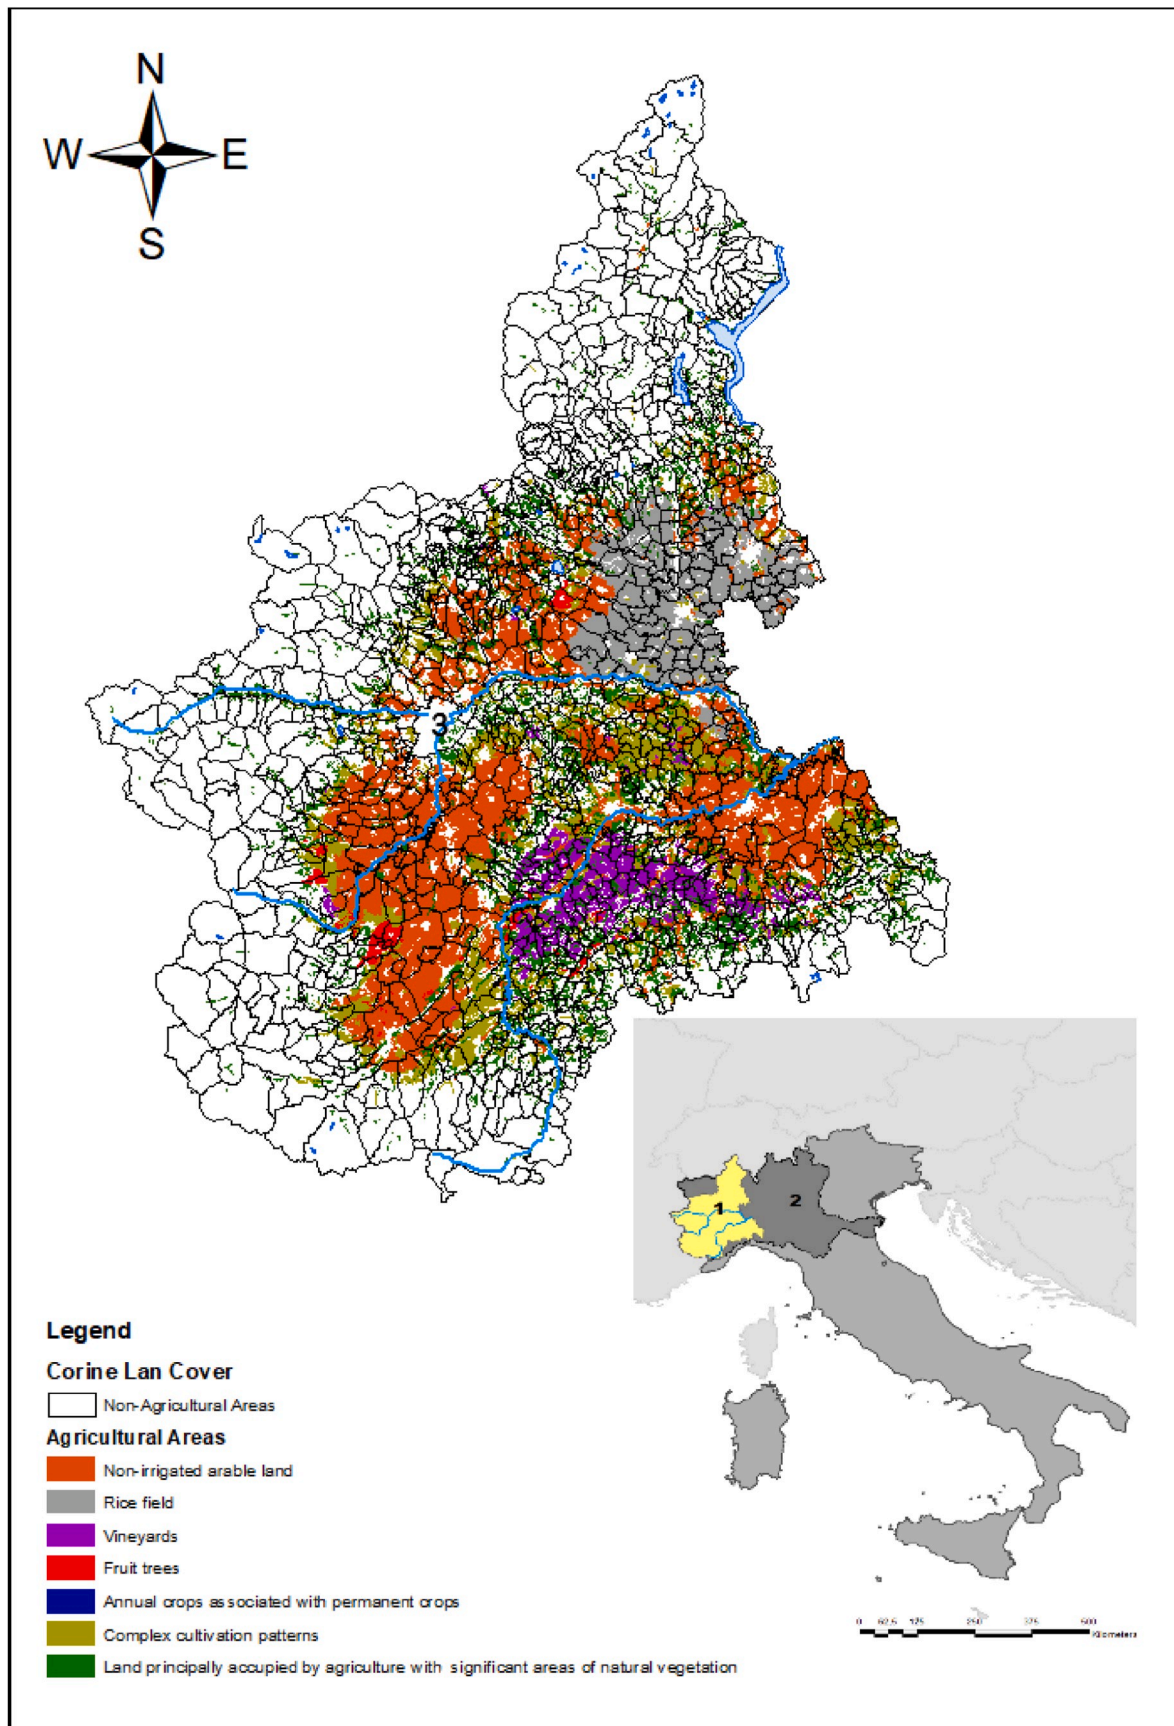 N
W E
S
3
1
2
Legend
Corine Lan Cover
Non-Agricultural Areas
Agricultural Areas
Non-irrigated arable land
Rice field
Vineyards
Fruit trees
Annual crops associated with permanent crops
Complex cultivation patterns
Land principally accupied by agriculture with significant areas of natural vegetation
0 62,5 125 250 375 500
Kilometers